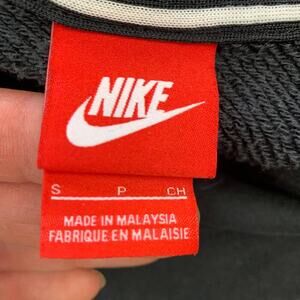 NIKE
S P CH
MADE IN MALAYSIA
FABRIQUE EN MALAISIE